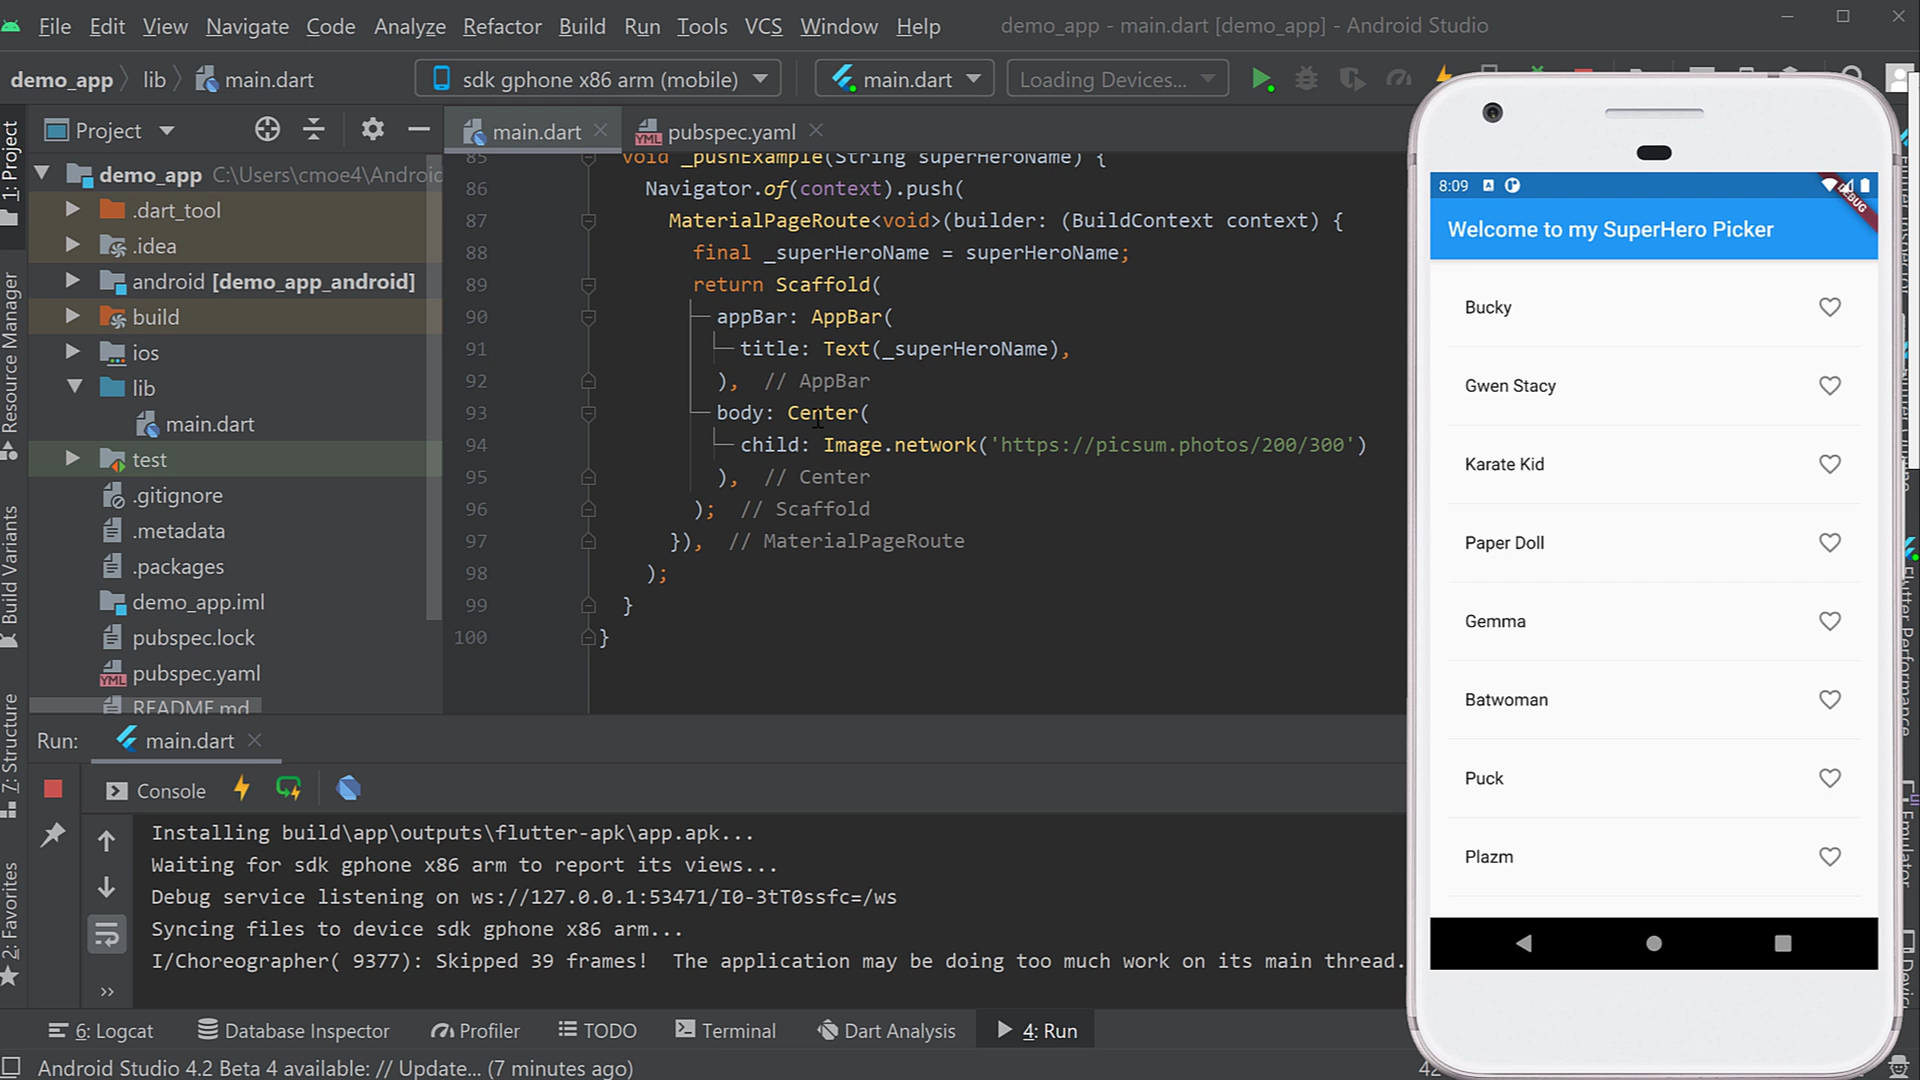 File Edit View Navigate Code Analyze Refactor Build Run Tools VCS Window Help demo_app - main.dart [demo_app] - Android Studio
demo_app lib main.dart sdk gphone x86 arm (mobile) main.dart Loading Devices...
Project main.dart pubspec.yaml
1: Project
Resource Manager
Build Variants
7: Structure
2: Favorites
demo_app C:\Users\cmoe4\Android
.dart_tool
.idea
android [demo_app_android]
build
ios
lib
main.dart
test
.gitignore
.metadata
.packages
demo_app.iml
pubspec.lock
pubspec.yaml
README.md
85 void _pushExample(String superHeroName) {
86 Navigator.of(context).push(
87 MaterialPageRoute<void>(builder: (BuildContext context) {
88 final _superHeroName = superHeroName;
89 return Scaffold(
90 appBar: AppBar(
91 title: Text(_superHeroName),
92 ), // AppBar
93 body: Center(
94 child: Image.network('https://picsum.photos/200/300')
95 ), // Center
96 ); // Scaffold
97 }), // MaterialPageRoute
98 );
99 }
100 }
Run: main.dart
Console
Installing build\app\outputs\flutter-apk\app.apk...
Waiting for sdk gphone x86 arm to report its views...
Debug service listening on ws://127.0.0.1:53471/I0-3tT0ssfc=/ws
Syncing files to device sdk gphone x86 arm...
I/Choreographer( 9377): Skipped 39 frames!  The application may be doing too much work on its main thread.
6: Logcat Database Inspector Profiler TODO Terminal Dart Analysis 4: Run
Android Studio 4.2 Beta 4 available: // Update... (7 minutes ago)
8:09
DEBUG
Welcome to my SuperHero Picker
Bucky
Gwen Stacy
Karate Kid
Paper Doll
Gemma
Batwoman
Puck
Plazm
Flutter Performance
Emulator